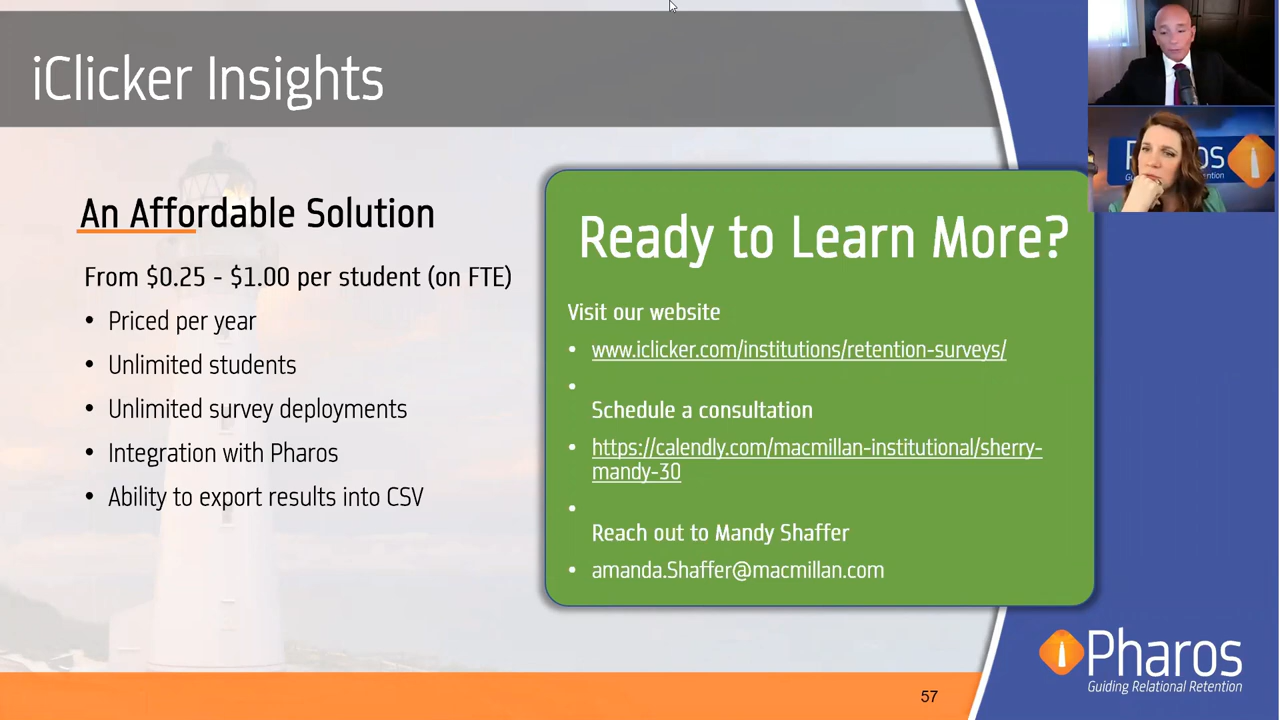 iClicker Insights
An Affordable Solution
From $0.25 - $1.00 per student (on FTE)
• Priced per year
• Unlimited students
• Unlimited survey deployments
• Integration with Pharos
• Ability to export results into CSV
Ready to Learn More?
Visit our website
• www.iclicker.com/institutions/retention-surveys/
•
Schedule a consultation
• https://calendly.com/macmillan-institutional/sherry-
mandy-30
•
Reach out to Mandy Shaffer
• amanda.Shaffer@macmillan.com
Pharos
Guiding Relational Retention
57